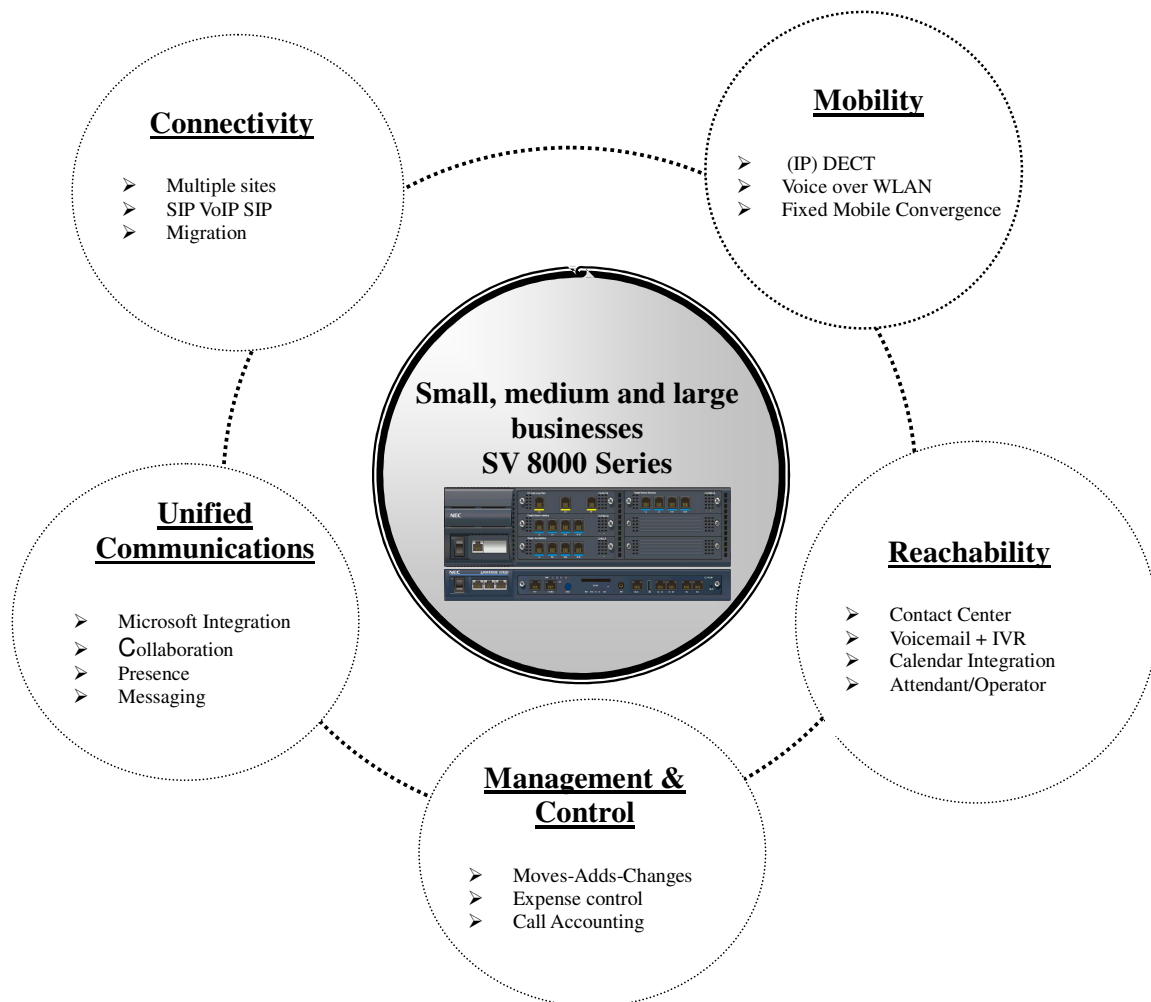 Connectivity
Multiple sites
SIP VoIP SIP
Migration
Mobility
(IP) DECT
Voice over WLAN
Fixed Mobile Convergence
Small, medium and large
businesses
SV 8000 Series
NEC
NEC
Unified
Communications
Microsoft Integration
Collaboration
Presence
Messaging
Reachability
Contact Center
Voicemail + IVR
Calendar Integration
Attendant/Operator
Management &
Control
Moves-Adds-Changes
Expense control
Call Accounting